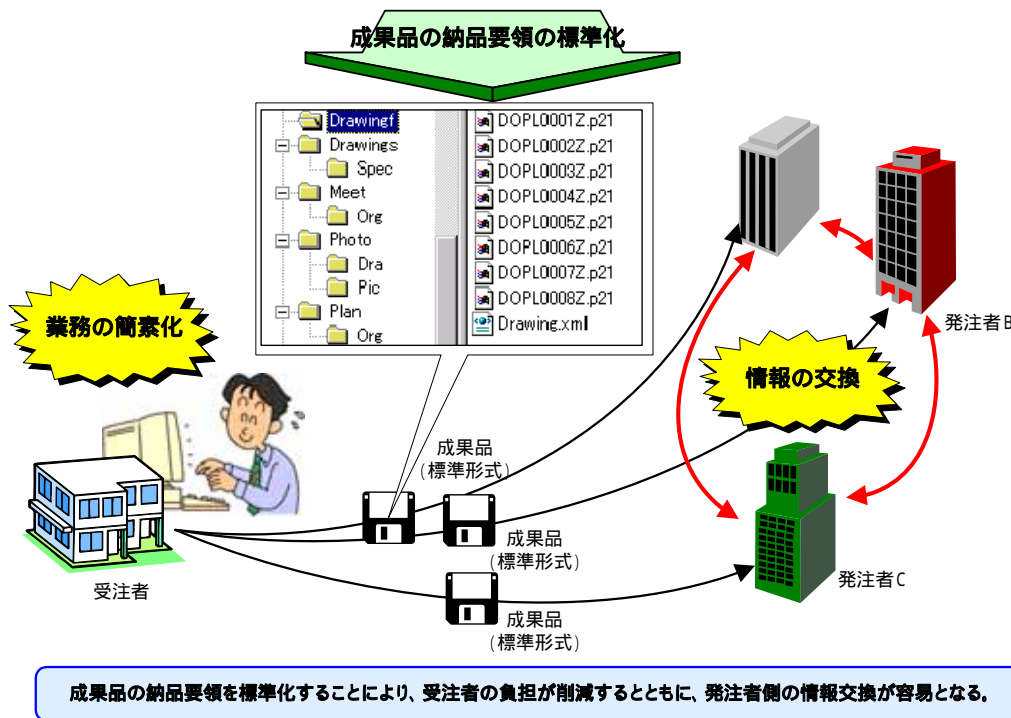 成果品の納品要領の標準化
Drawingf
Drawings
Spec
Meet
Org
Photo
Dra
Pic
Plan
Org
DOPL0001Z.p21
DOPL0002Z.p21
DOPL0003Z.p21
DOPL0004Z.p21
DOPL0005Z.p21
DOPL0006Z.p21
DOPL0007Z.p21
DOPL0008Z.p21
Drawing.xml
業務の簡素化
発注者B
情報の交換
成果品
(標準形式)
成果品
(標準形式)
受注者
発注者C
成果品
(標準形式)
成果品の納品要領を標準化することにより、受注者の負担が削減するとともに、発注者側の情報交換が容易となる。